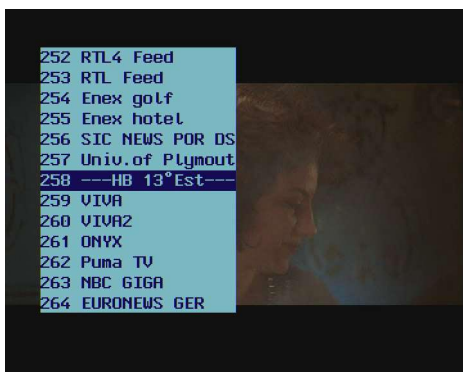 252 RTL4 Feed
253 RTL Feed
254 Enex golf
255 Enex hotel
256 SIC NEWS POR DS
257 Univ.of Plymout
258 ---HB 13°Est---
259 VIVA
260 VIVA2
261 ONYX
262 Puma TV
263 NBC GIGA
264 EURONEWS GER